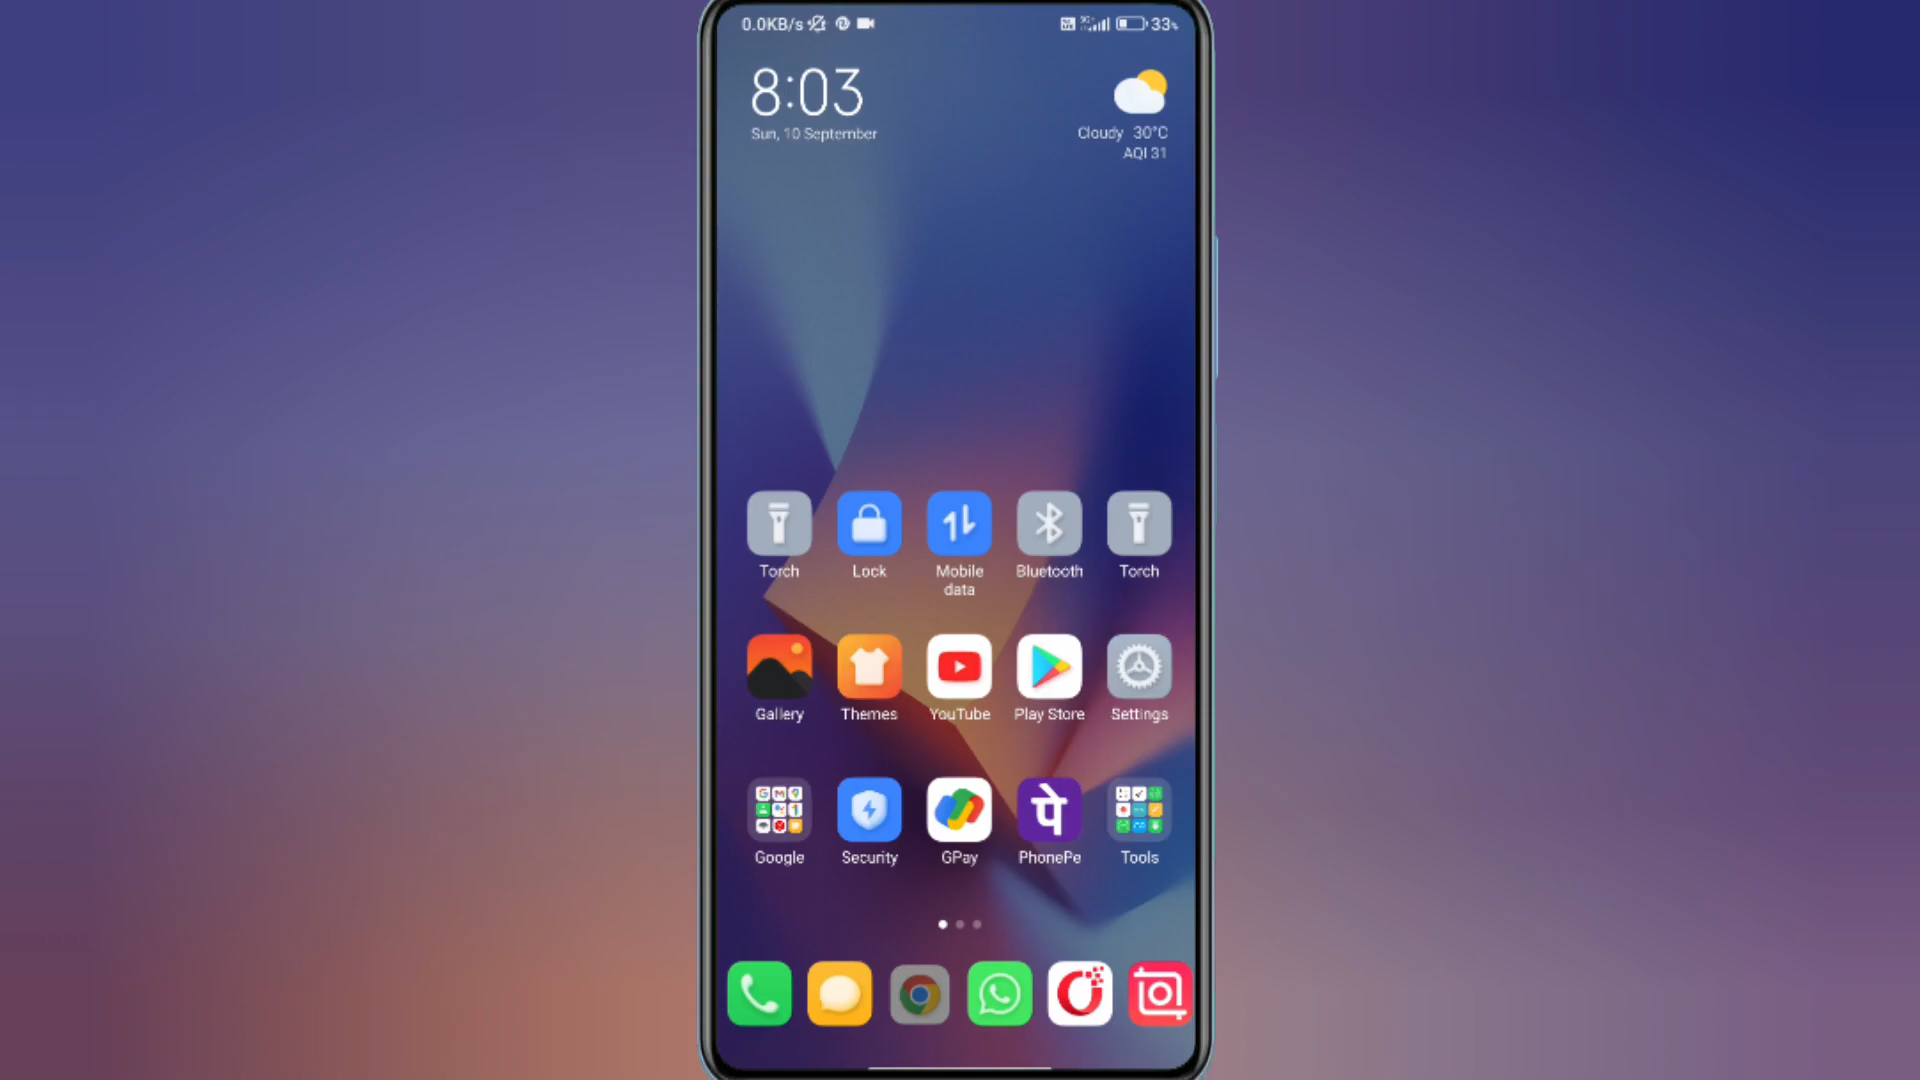 0.0KB/s
33%
8:03
Sun, 10 September
Cloudy 30°C
AQI 31
Torch Lock Mobile data Bluetooth Torch
Gallery Themes YouTube Play Store Settings
पे
Google Security GPay PhonePe Tools